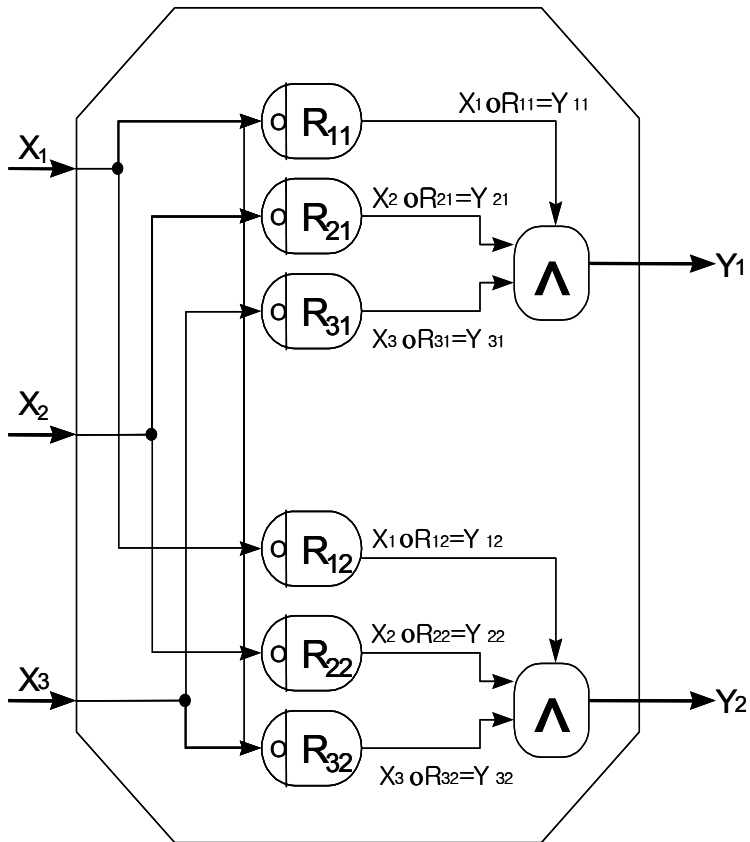 X1 oR11=Y 11
o R11
X1
X2 oR21=Y 21
o R21
Λ
Y1
o R31
X3 oR31=Y 31
X2
X1 oR12=Y 12
o R12
X2 oR22=Y 22
o R22
X3
Λ
Y2
o R32
X3 oR32=Y 32